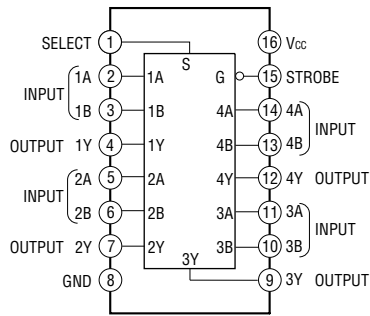 SELECT 1 16 Vcc
S
1A 2 1A G 15 STROBE
INPUT
1B 3 1B 4A 14 4A
INPUT
4B 13 4B
OUTPUT 1Y 4 1Y 4Y 12 4Y OUTPUT
2A 5 2A 3A 11 3A
INPUT
2B 6 2B 3B 10 3B
INPUT
OUTPUT 2Y 7 2Y
3Y
GND 8 9 3Y OUTPUT